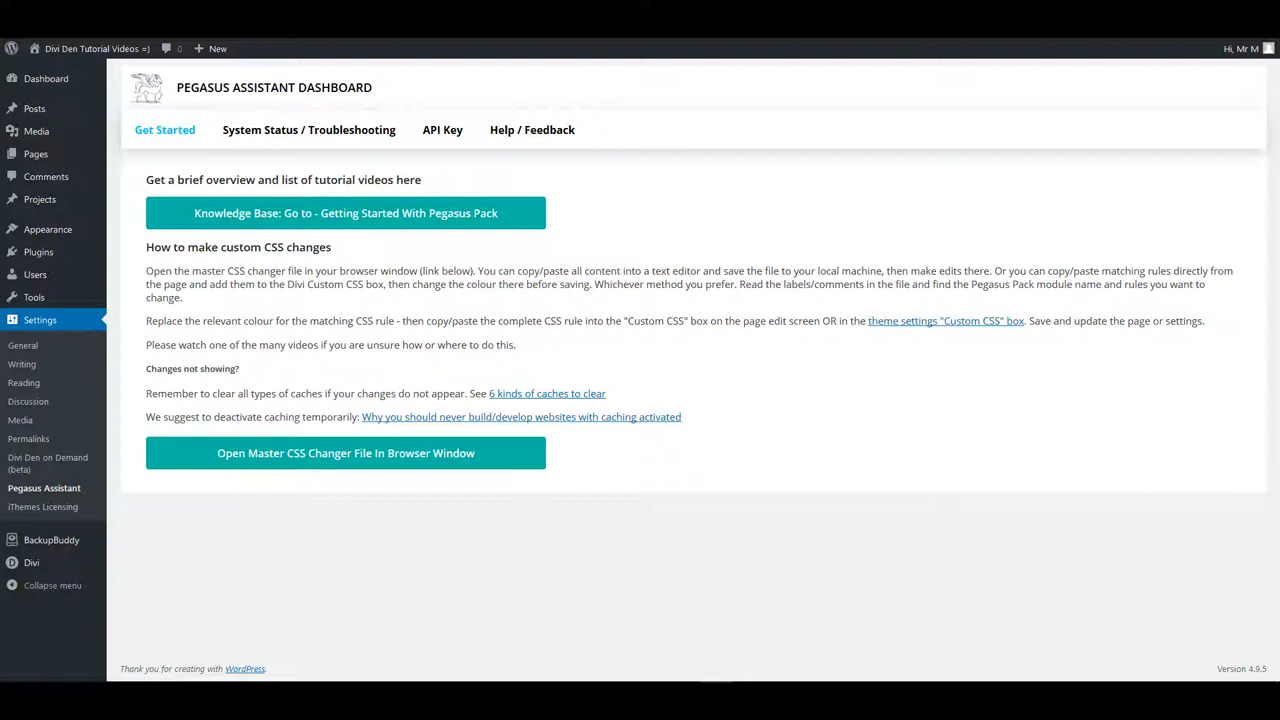 Divi Den Tutorial Videos =)
0
New
Hi, Mr M
Dashboard
Posts
Media
Pages
Comments
Projects
Appearance
Plugins
Users
Tools
Settings
General
Writing
Reading
Discussion
Media
Permalinks
Divi Den on Demand
(beta)
Pegasus Assistant
iThemes Licensing
BackupBuddy
Divi
Collapse menu
PEGASUS ASSISTANT DASHBOARD
Get Started
System Status / Troubleshooting
API Key
Help / Feedback
Get a brief overview and list of tutorial videos here
Knowledge Base: Go to - Getting Started With Pegasus Pack
How to make custom CSS changes
Open the master CSS changer file in your browser window (link below). You can copy/paste all content into a text editor and save the file to your local machine, then make edits there. Or you can copy/paste matching rules directly from
the page and add them to the Divi Custom CSS box, then change the colour there before saving. Whichever method you prefer. Read the labels/comments in the file and find the Pegasus Pack module name and rules you want to
change.
Replace the relevant colour for the matching CSS rule - then copy/paste the complete CSS rule into the "Custom CSS" box on the page edit screen OR in the theme settings "Custom CSS" box. Save and update the page or settings.
Please watch one of the many videos if you are unsure how or where to do this.
Changes not showing?
Remember to clear all types of caches if your changes do not appear. See 6 kinds of caches to clear
We suggest to deactivate caching temporarily: Why you should never build/develop websites with caching activated
Open Master CSS Changer File In Browser Window
Thank you for creating with WordPress.
Version 4.9.5